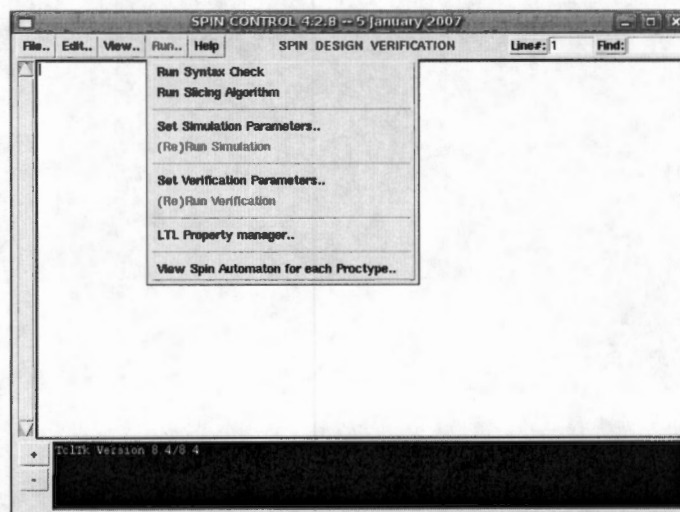 SPIN CONTROL 4.2.8 -- 5 January 2007
File.. Edit.. View.. Run.. Help SPIN DESIGN VERIFICATION Line#: 1 Find:
Run Syntax Check
Run Slicing Algorithm
Set Simulation Parameters..
(Re)Run Simulation
Set Verification Parameters..
(Re)Run Verification
LTL Property manager..
View Spin Automaton for each Proctype..
+
TclTk Version 8.4/8.4
-